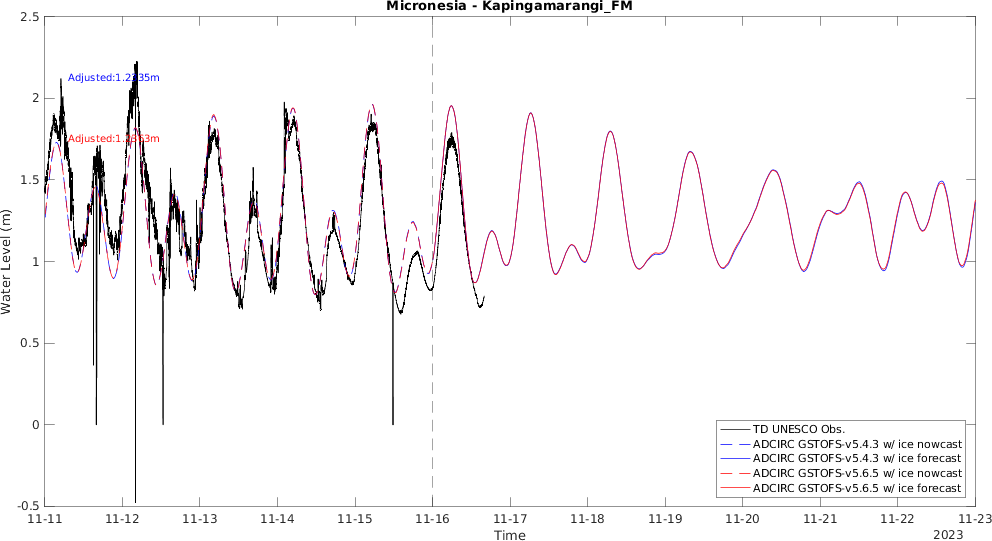 Micronesia - Kapingamarangi_FM
2.5
2
1.5
1
0.5
0
-0.5
Water Level (m)
Adjusted:1.2235m
TD UNESCO Obs.
ADCIRC GSTOFS-v5.4.3 w/ ice nowcast
ADCIRC GSTOFS-v5.4.3 w/ ice forecast
ADCIRC GSTOFS-v5.6.5 w/ ice nowcast
ADCIRC GSTOFS-v5.6.5 w/ ice forecast
11-11 11-12 11-13 11-14 11-15 11-16 11-17 11-18 11-19 11-20 11-21 11-22 11-23
Time
2023